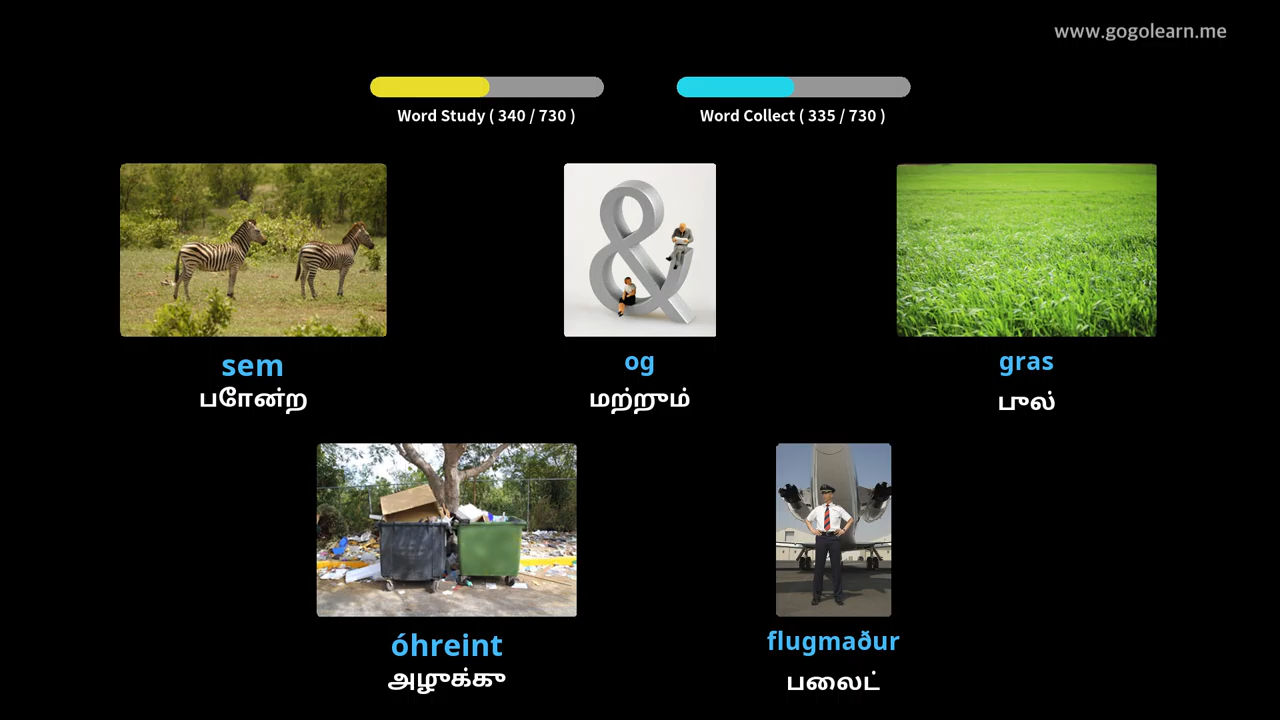 www.gogolearn.me
Word Study ( 340 / 730 )
Word Collect ( 335 / 730 )
sem
போன்ற
og
மற்றும்
gras
புல்
óhreint
அழுக்கு
flugmaður
பைலட்